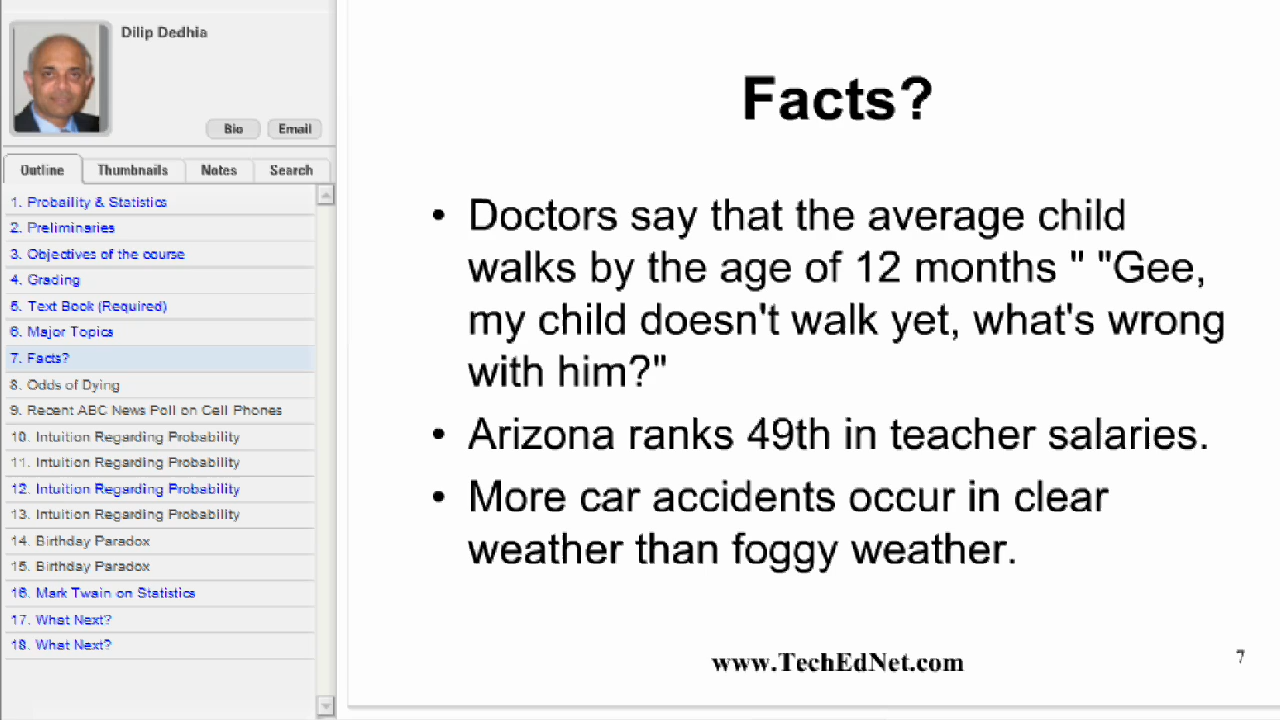 Dilip Dedhia
Bio
Email
Outline
Thumbnails
Notes
Search
1. Probaility & Statistics
2. Preliminaries
3. Objectives of the course
4. Grading
5. Text Book (Required)
6. Major Topics
7. Facts?
8. Odds of Dying
9. Recent ABC News Poll on Cell Phones
10. Intuition Regarding Probability
11. Intuition Regarding Probability
12. Intuition Regarding Probability
13. Intuition Regarding Probability
14. Birthday Paradox
15. Birthday Paradox
16. Mark Twain on Statistics
17. What Next?
18. What Next?
Facts?
• Doctors say that the average child
walks by the age of 12 months " "Gee,
my child doesn't walk yet, what's wrong
with him?"
• Arizona ranks 49th in teacher salaries.
• More car accidents occur in clear
weather than foggy weather.
www.TechEdNet.com
7